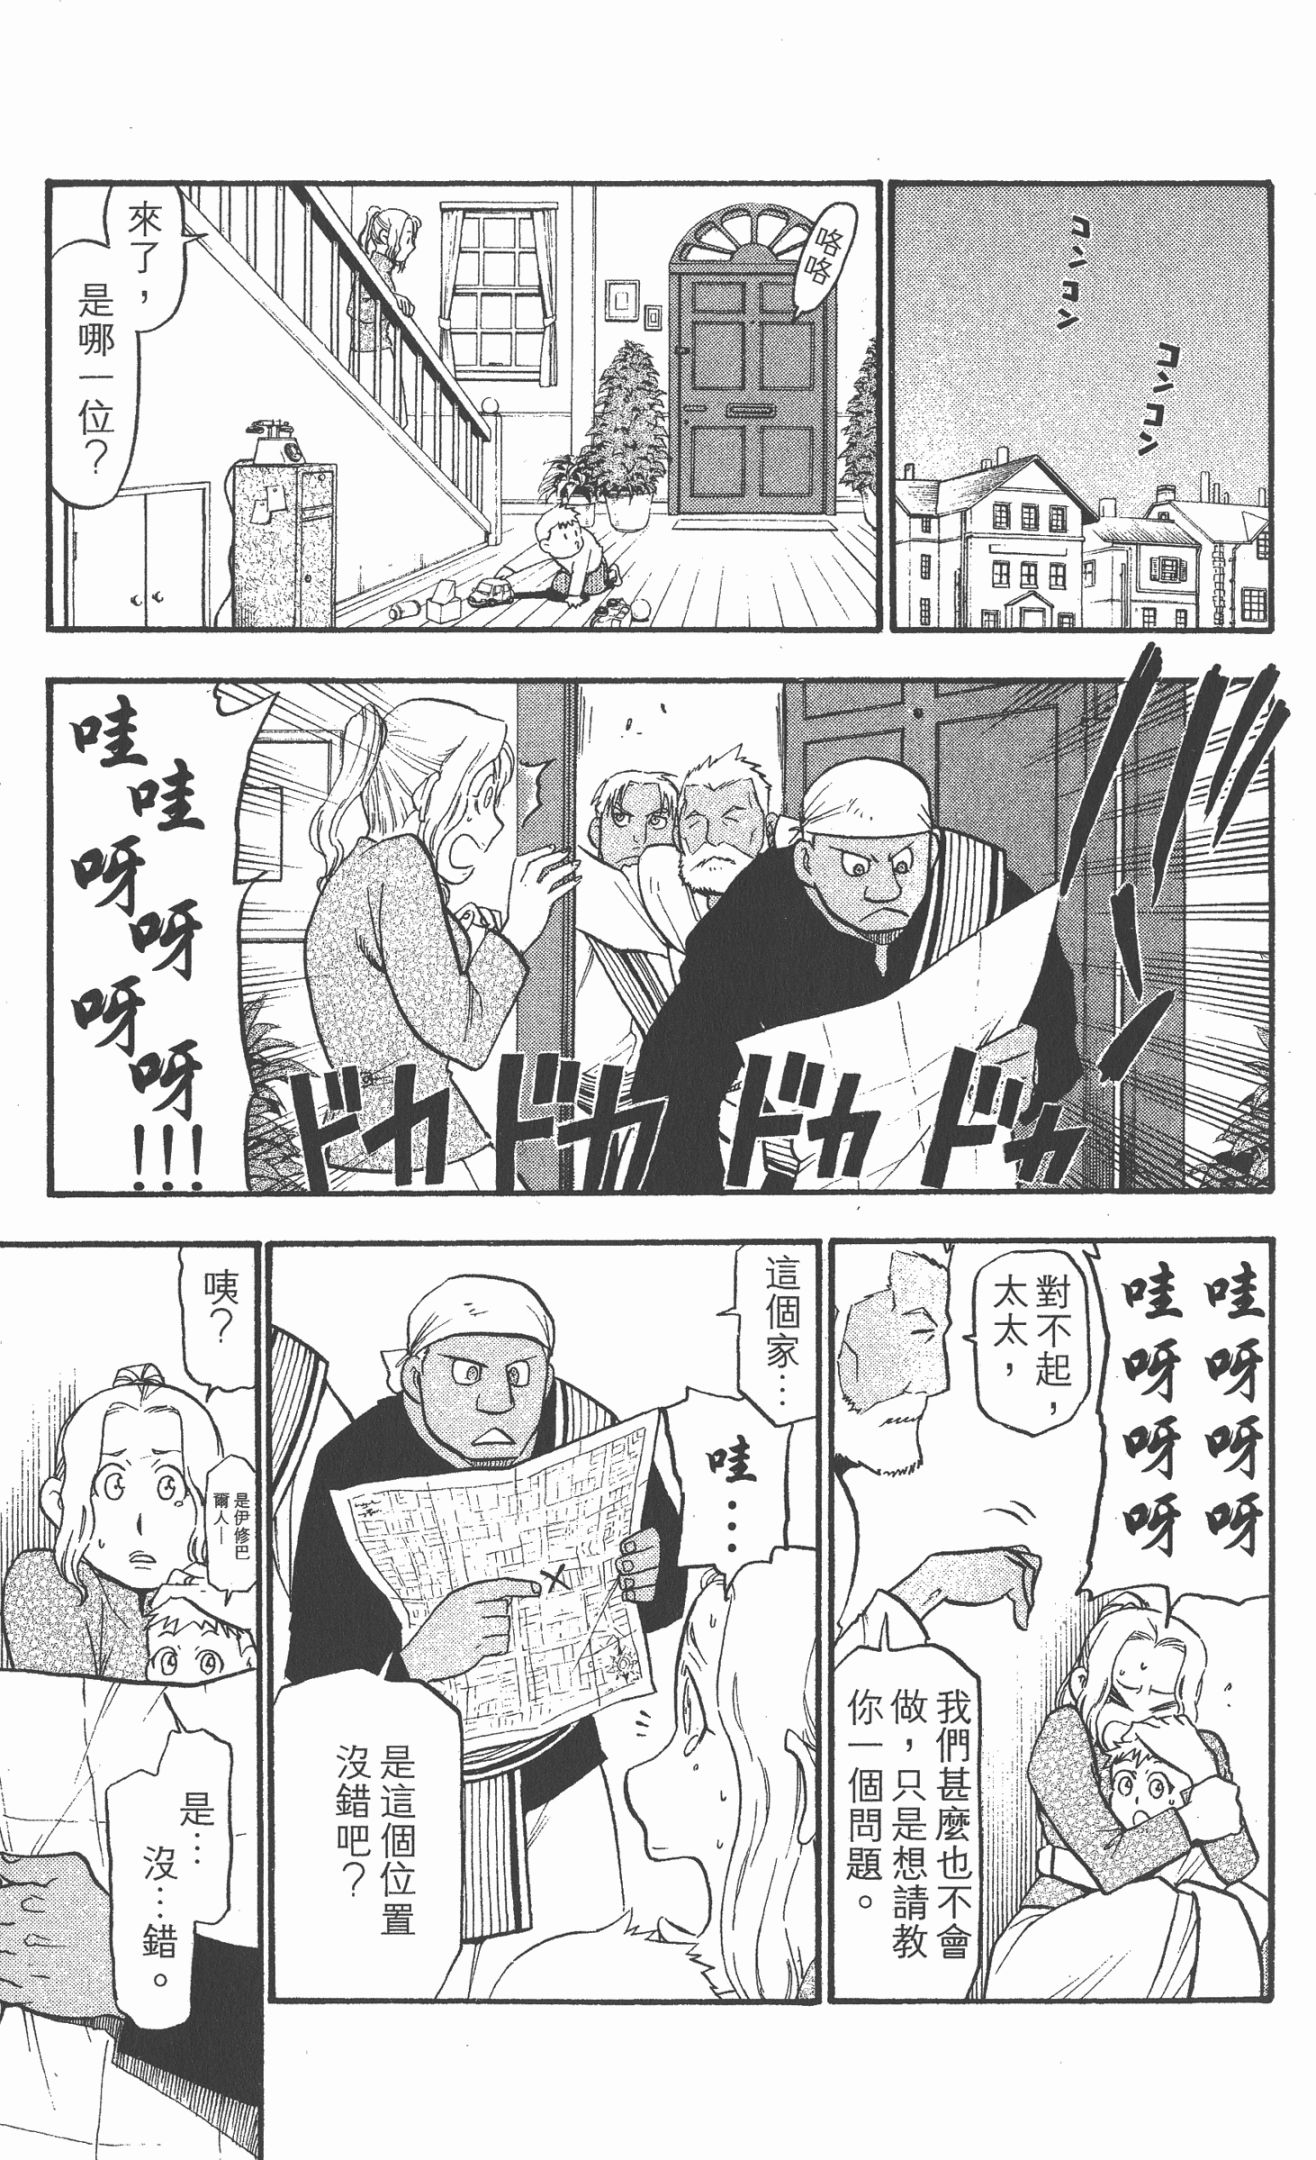 コンコン
コンコン
咯咯
來了，
是哪一位？
ドカドカドカドカ
哇哇
呀呀
呀呀
!!!
哇呀呀呀
哇呀呀呀
對不起，
太太，
我們甚麼也不會
做，只是想請教
你一個問題。
這個家…
哇…
是這個位置
沒錯吧？
咦？
是伊修巴
爾人—
是…
沒…錯。